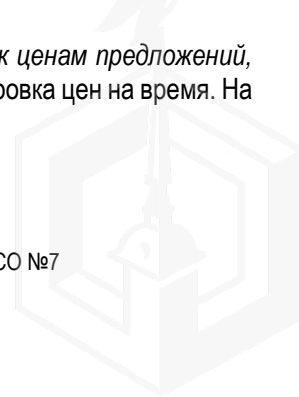 к ценам предложений,
ровка цен на время. На
СО №7